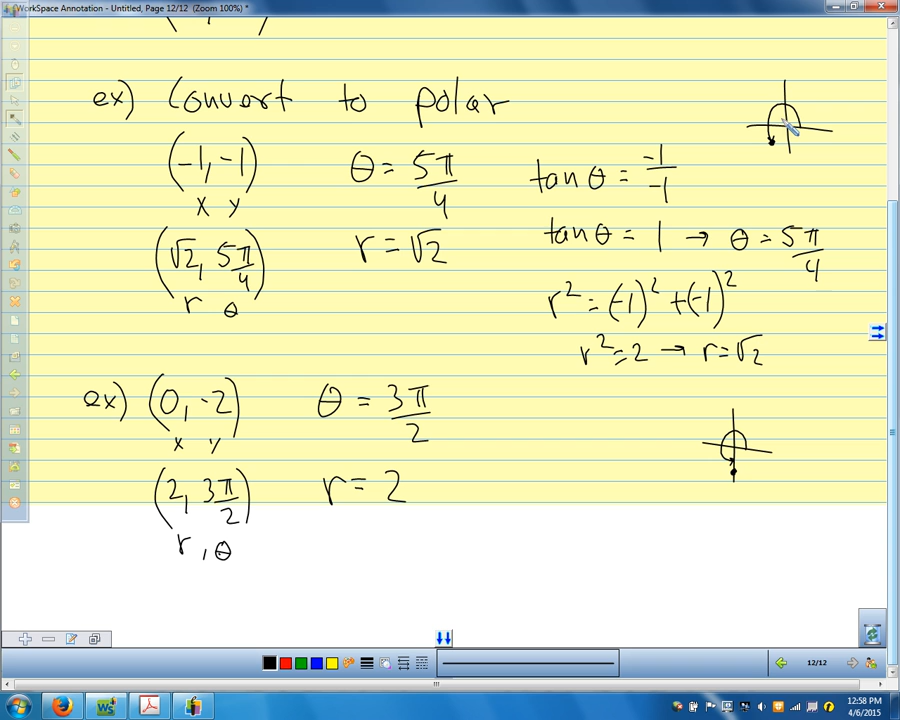 WorkSpace Annotation - Untitled, Page 12/12 (Zoom 100%) *
ex) Convert to polar
(-1, -1) θ = 5π/4 tan θ = -1/-1
x y
tan θ = 1 → θ = 5π/4
(√2, 5π/4) r = √2
r θ
r² = (-1)² + (-1)²
r² = 2 → r = √2
ex) (0, -2) θ = 3π/2
x y
(2, 3π/2) r = 2
r, θ
12/12
12:58 PM
4/6/2015